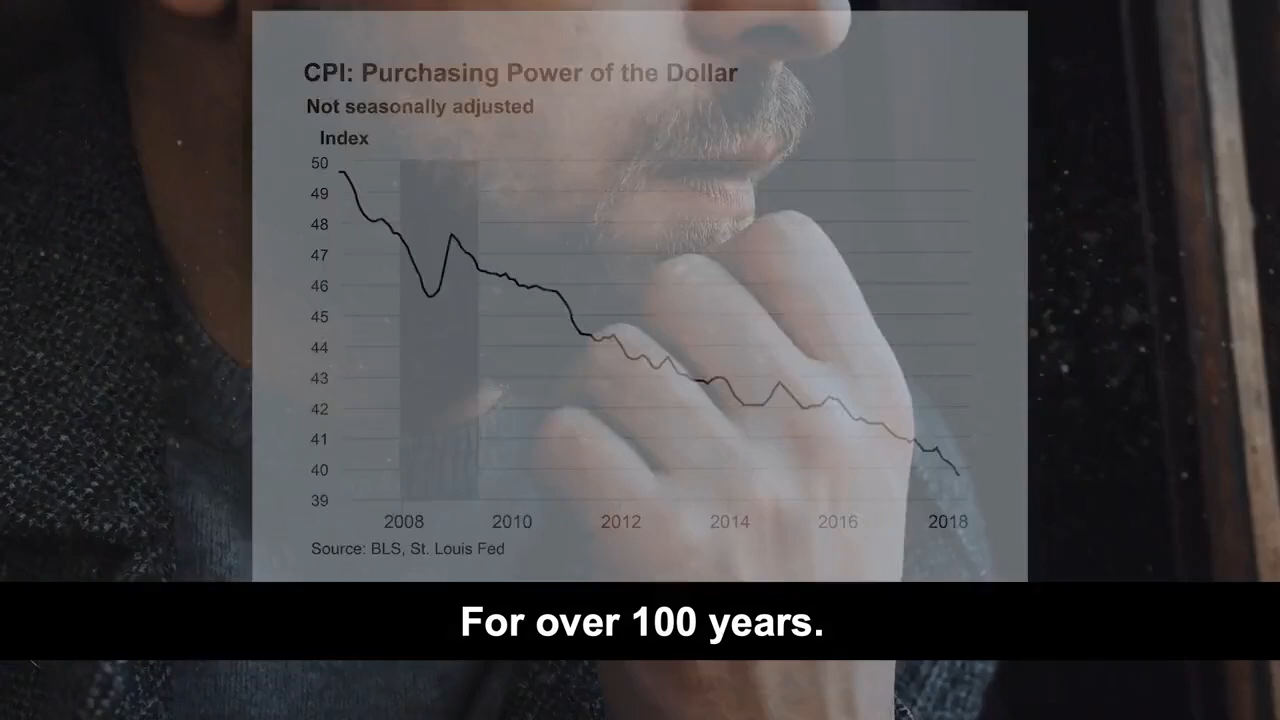 CPI: Purchasing Power of the Dollar
Not seasonally adjusted
Index
50
49
48
47
46
45
44
43
42
41
40
39
2008 2010 2012 2014 2016 2018
Source: BLS, St. Louis Fed
For over 100 years.